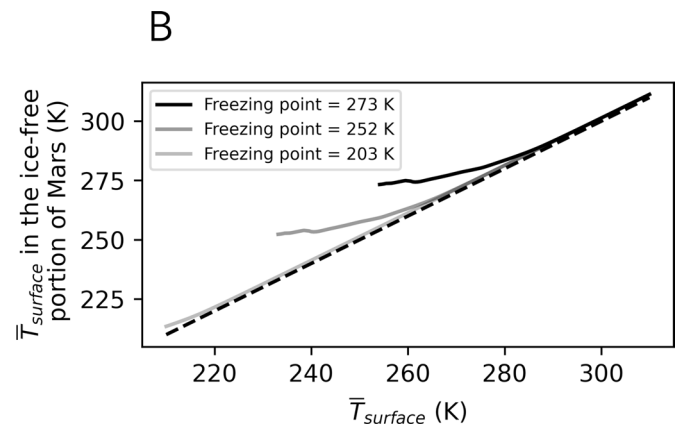 B
Freezing point = 273 K
Freezing point = 252 K
Freezing point = 203 K
T̅surface in the ice-free
portion of Mars (K)
300
275
250
225
220 240 260 280 300
T̅surface (K)